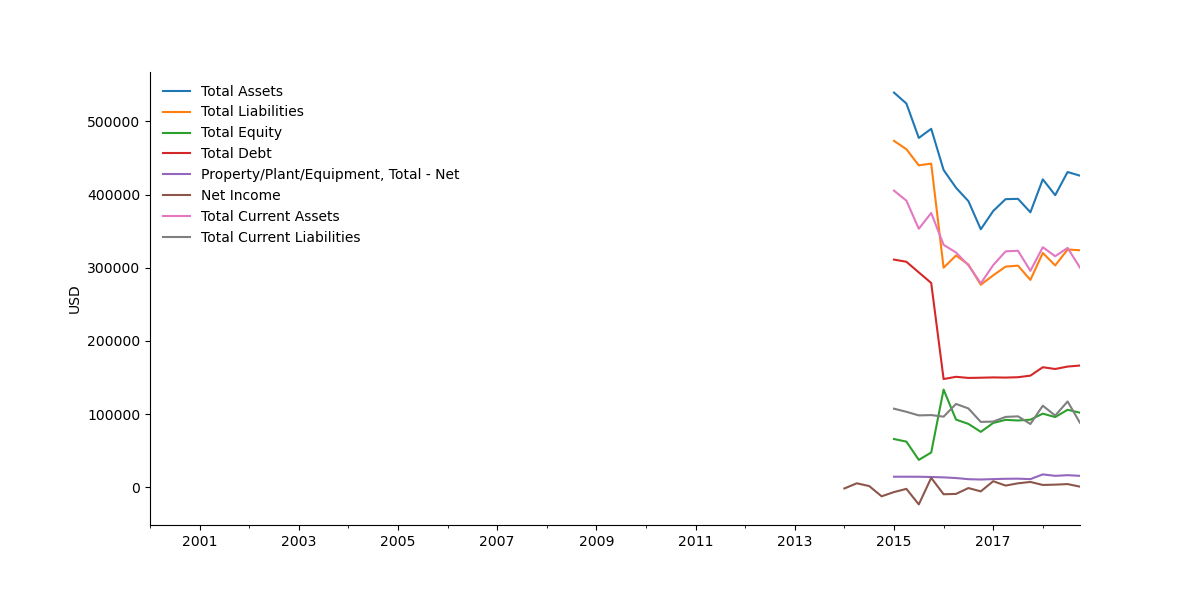 Total Assets
Total Liabilities
Total Equity
Total Debt
Property/Plant/Equipment, Total - Net
Net Income
Total Current Assets
Total Current Liabilities
USD
500000
400000
300000
200000
100000
0
2001 2003 2005 2007 2009 2011 2013 2015 2017